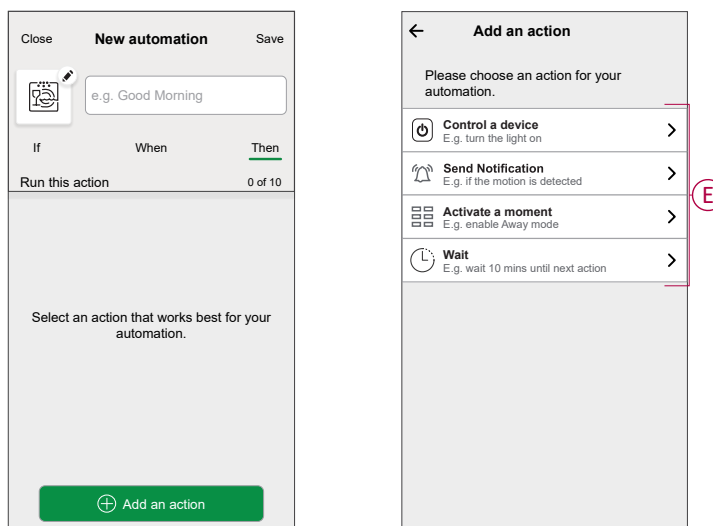 Close New automation Save
e.g. Good Morning
If When Then
Run this action 0 of 10
Select an action that works best for your
automation.
Add an action
Add an action
Please choose an action for your
automation.
Control a device
E.g. turn the light on
Send Notification
E.g. if the motion is detected
Activate a moment
E.g. enable Away mode
Wait
E.g. wait 10 mins until next action
E